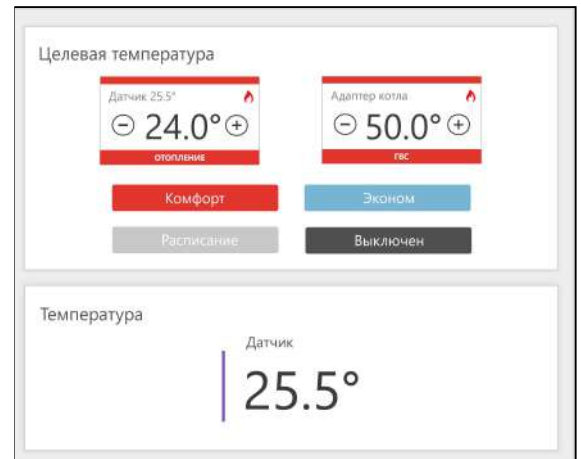 Целевая температура
Датчик 25.5°
24.0°
ОТОПЛЕНИЕ
Адаптер котла
50.0°
ГВС
Комфорт
Эконом
Расписание
Выключен
Температура
Датчик
25.5°